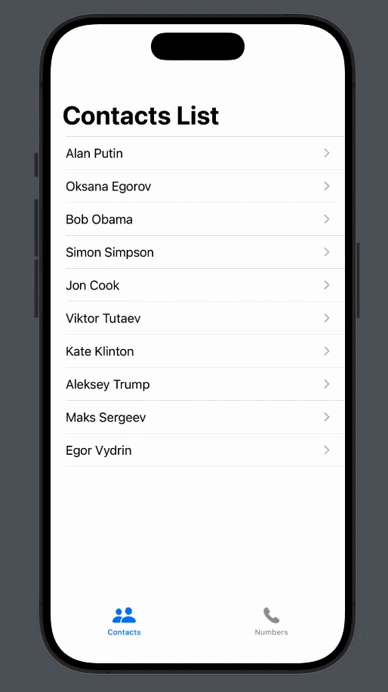 Contacts List
Alan Putin
Oksana Egorov
Bob Obama
Simon Simpson
Jon Cook
Viktor Tutaev
Kate Klinton
Aleksey Trump
Maks Sergeev
Egor Vydrin
Contacts
Numbers